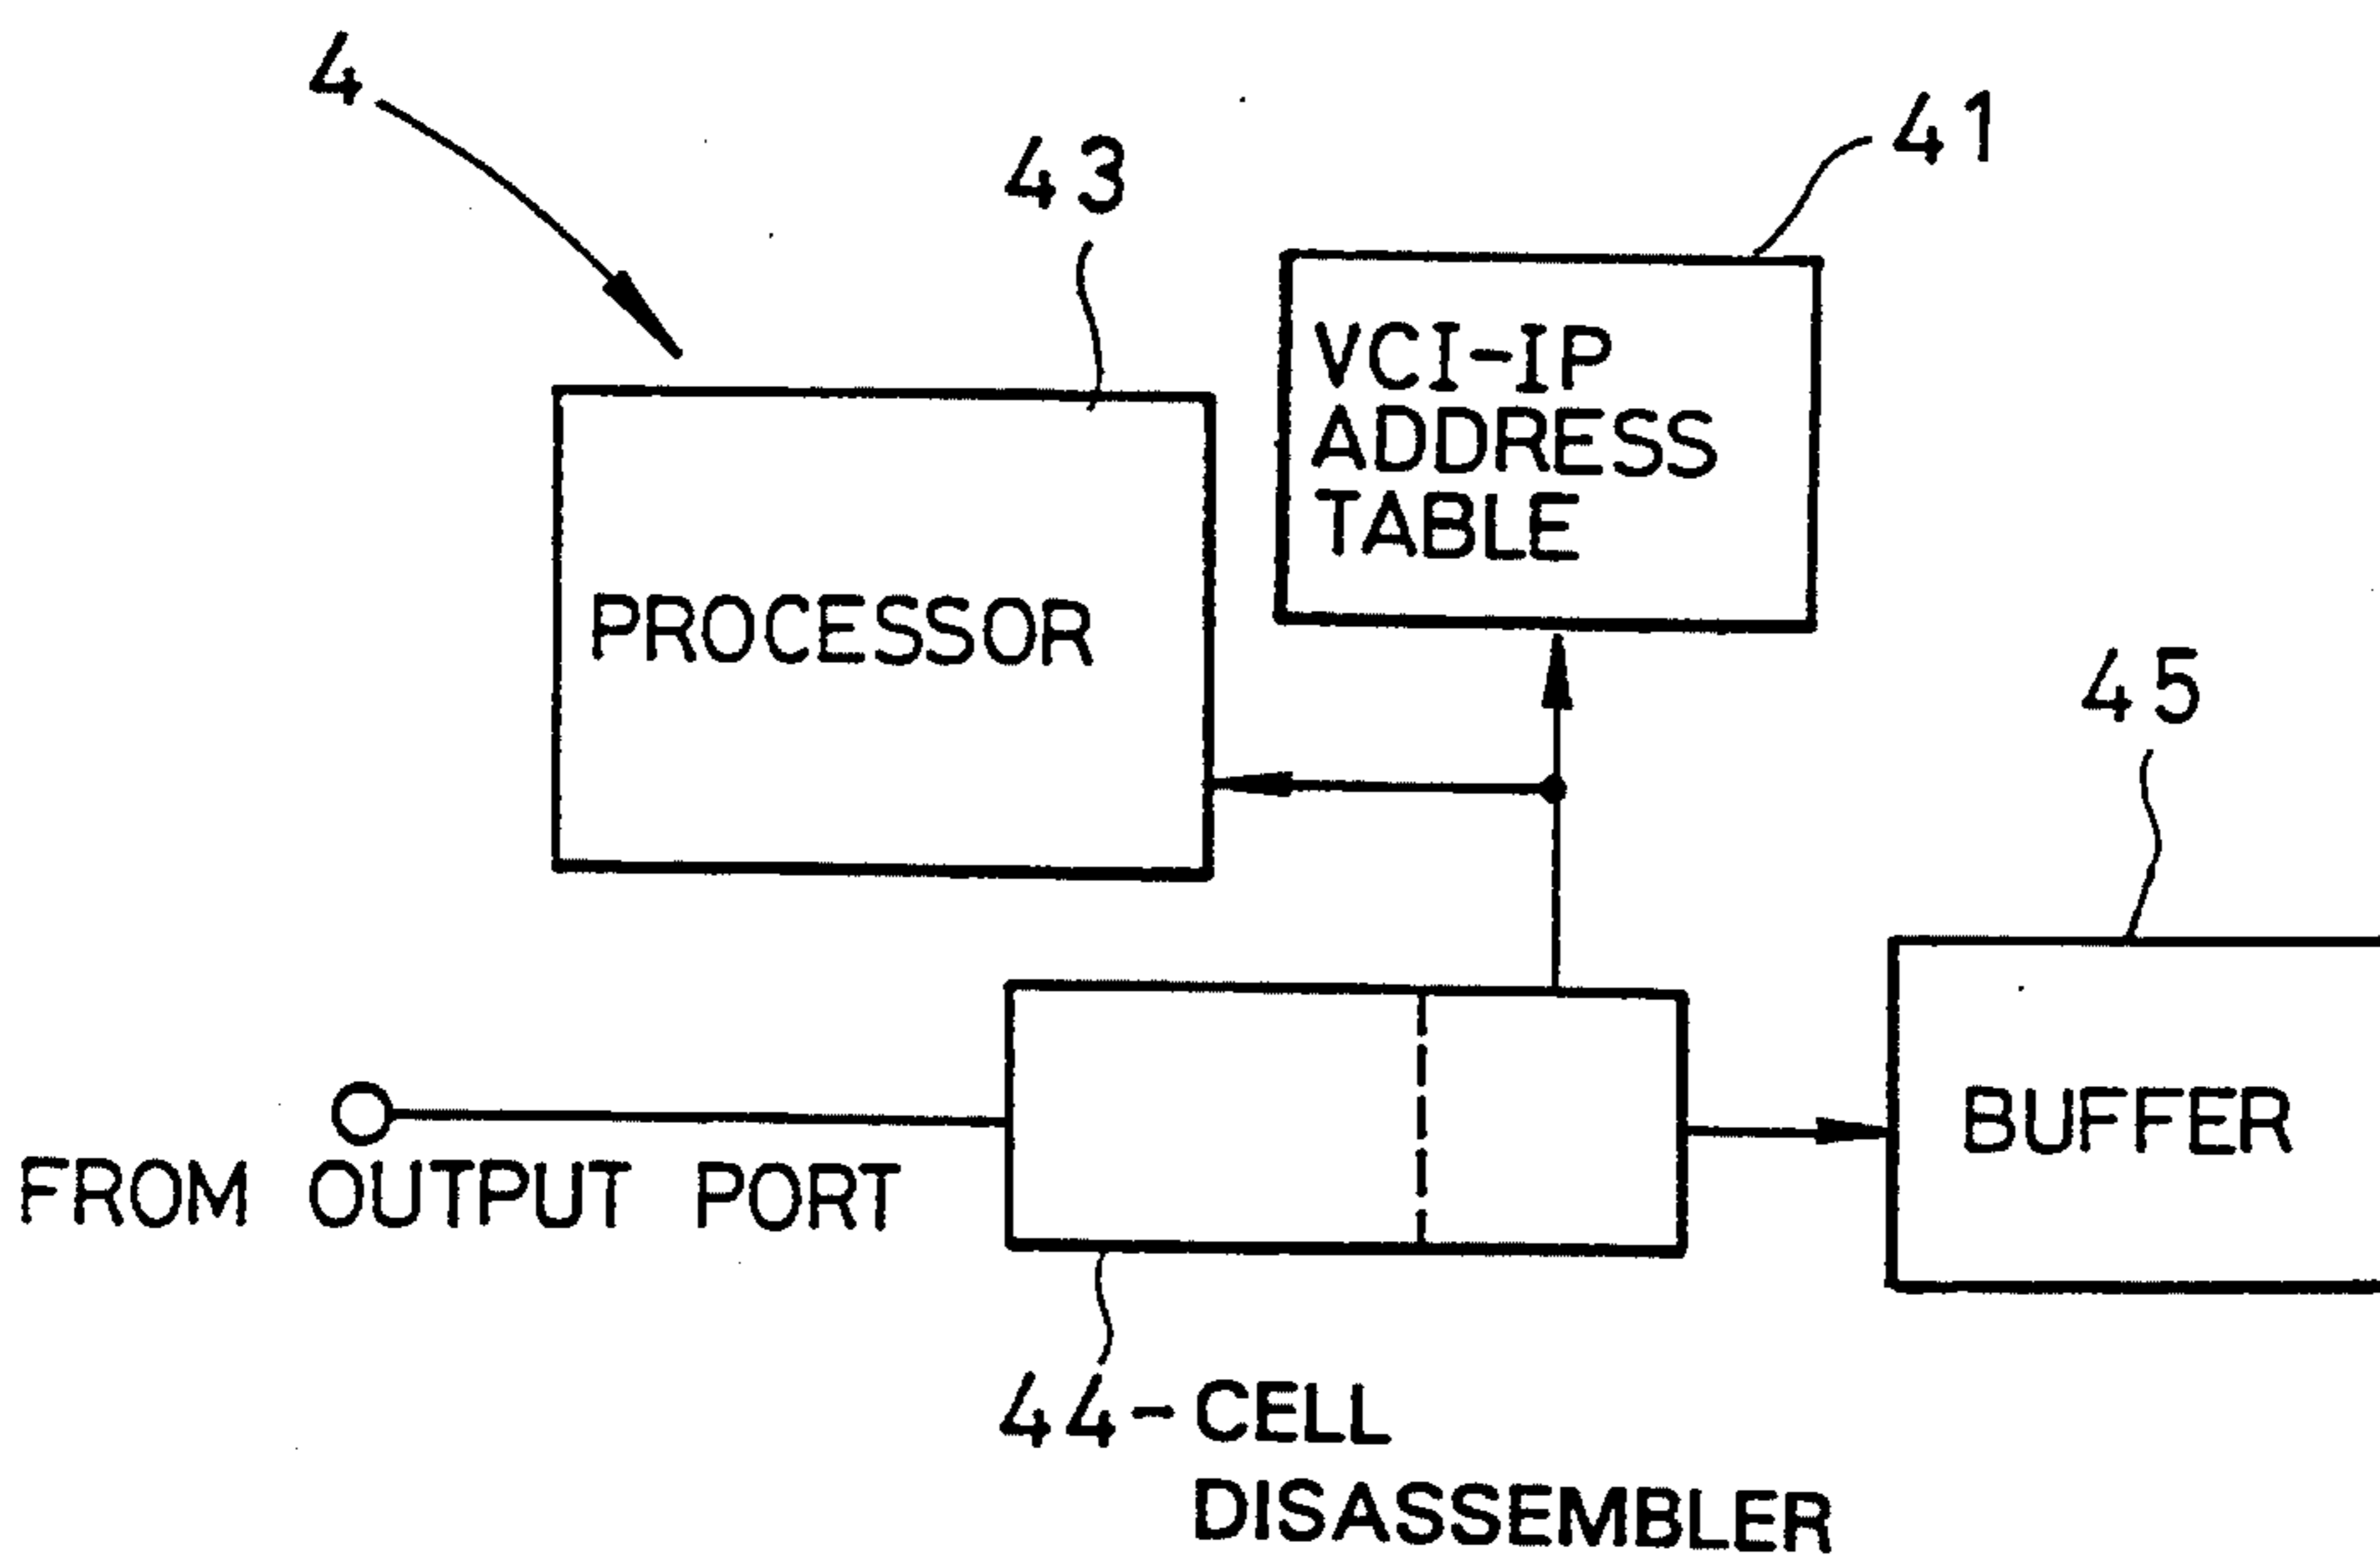 4
43
41
VCI-IP
ADDRESS
TABLE
PROCESSOR
45
BUFFER
FROM OUTPUT PORT
44-CELL
DISASSEMBLER